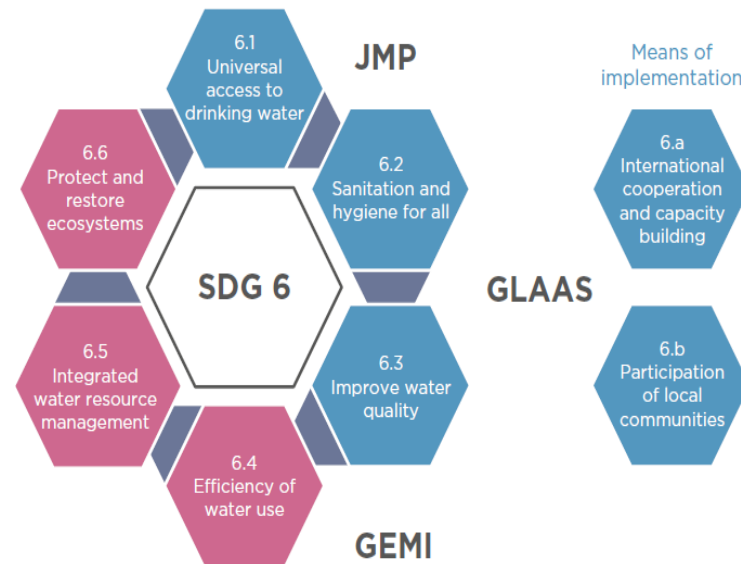 6.1
Universal
access to
drinking water
JMP
Means of
implementation
6.6
Protect and
restore
ecosystems
6.2
Sanitation and
hygiene for all
6.a
International
cooperation
and capacity
building
SDG 6
GLAAS
6.5
Integrated
water resource
management
6.3
Improve water
quality
6.b
Participation
of local
communities
6.4
Efficiency of
water use
GEMI